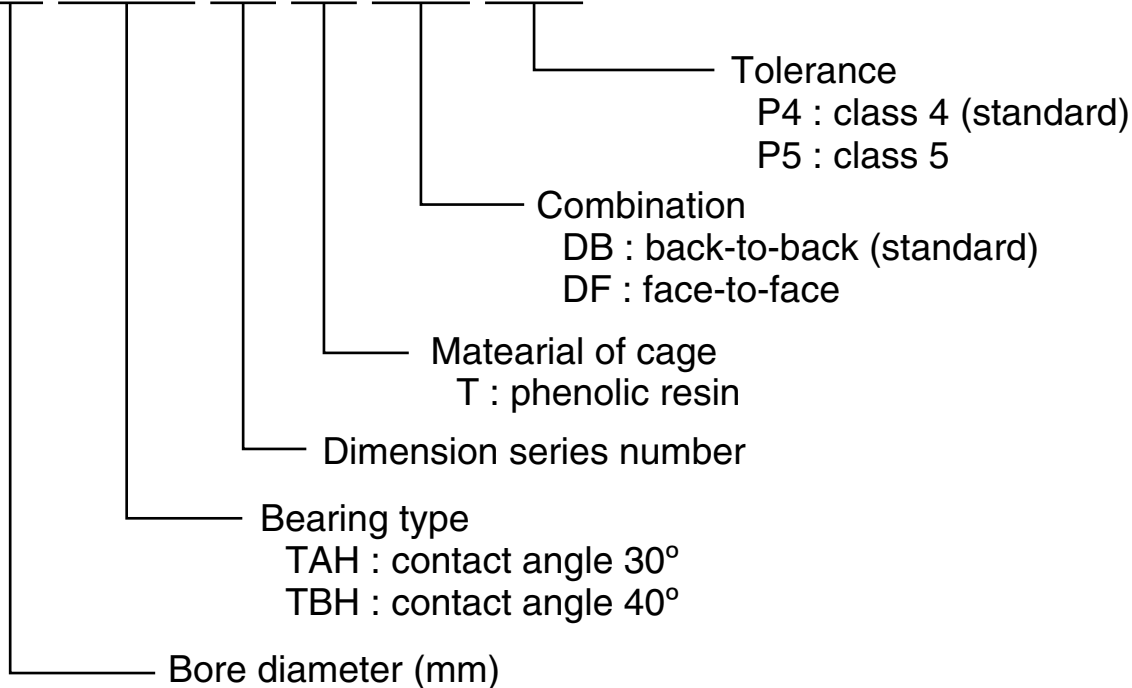 Tolerance
P4 : class 4 (standard)
P5 : class 5
Combination
DB : back-to-back (standard)
DF : face-to-face
Matearial of cage
T : phenolic resin
Dimension series number
Bearing type
TAH : contact angle 30º
TBH : contact angle 40º
Bore diameter (mm)